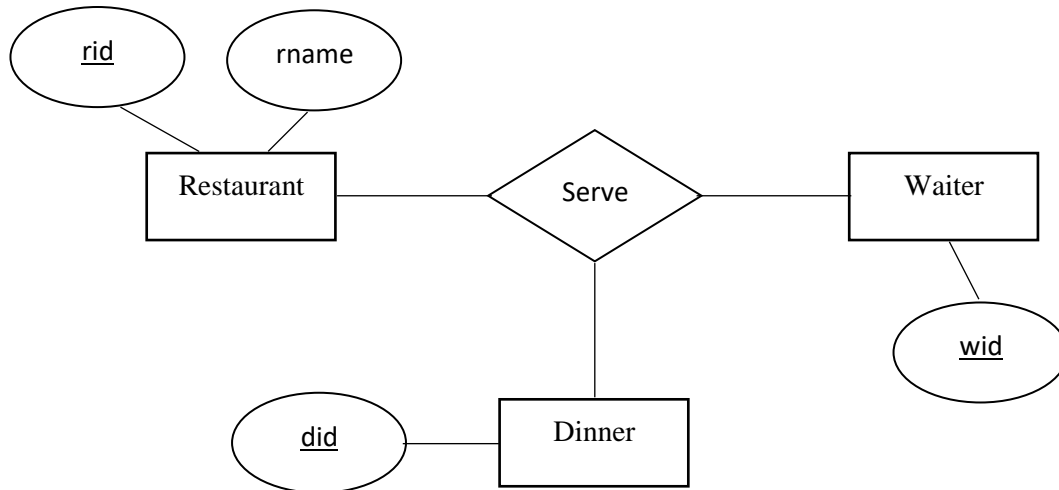 rid
rname
Restaurant
Serve
Waiter
wid
did
Dinner